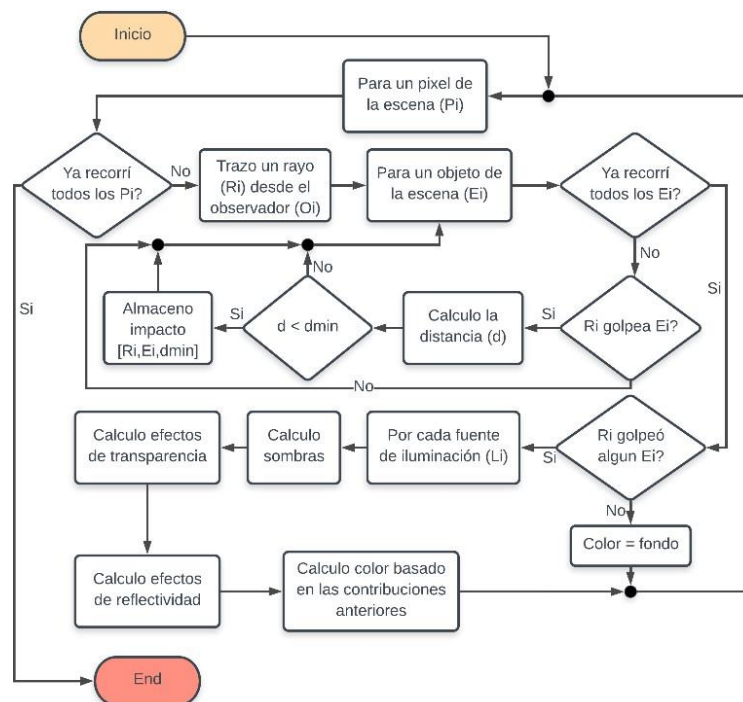 Inicio
Para un pixel de
la escena (Pi)
Ya recorrí
todos los Pi?
No
Trazo un rayo
(Ri) desde el
observador (Oi)
Para un objeto de
la escena (Ei)
Ya recorrí
todos los Ei?
No
Si
Si
Ri golpea Ei?
Si
Calculo la
distancia (d)
d < dmin
No
Si
Almaceno
impacto
[Ri,Ei,dmin]
No
Ri golpeó
algun Ei?
Si
Por cada fuente
de iluminación (Li)
Calculo
sombras
Calculo efectos
de transparencia
No
Color = fondo
Calculo efectos
de reflectividad
Calculo color basado
en las contribuciones
anteriores
End